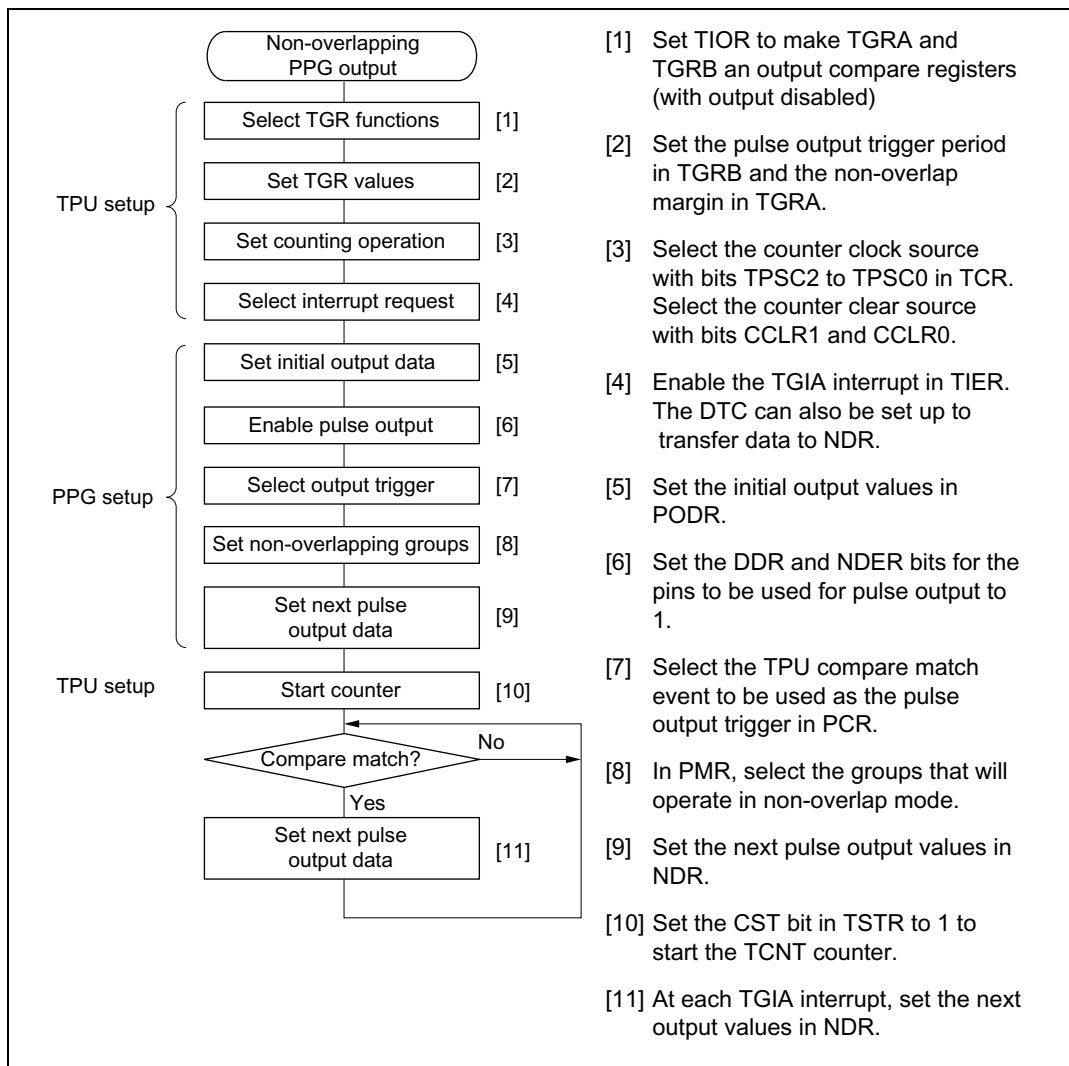 Non-overlapping
PPG output
TPU setup
Select TGR functions
[1]
Set TGR values
[2]
Set counting operation
[3]
Select interrupt request
[4]
PPG setup
Set initial output data
[5]
Enable pulse output
[6]
Select output trigger
[7]
Set non-overlapping groups
[8]
Set next pulse
output data
[9]
TPU setup
Start counter
[10]
Compare match?
No
Yes
Set next pulse
output data
[11]
[1] Set TIOR to make TGRA and
TGRB an output compare registers
(with output disabled)
[2] Set the pulse output trigger period
in TGRB and the non-overlap
margin in TGRA.
[3] Select the counter clock source
with bits TPSC2 to TPSC0 in TCR.
Select the counter clear source
with bits CCLR1 and CCLR0.
[4] Enable the TGIA interrupt in TIER.
The DTC can also be set up to
transfer data to NDR.
[5] Set the initial output values in
PODR.
[6] Set the DDR and NDER bits for the
pins to be used for pulse output to
1.
[7] Select the TPU compare match
event to be used as the pulse
output trigger in PCR.
[8] In PMR, select the groups that will
operate in non-overlap mode.
[9] Set the next pulse output values in
NDR.
[10] Set the CST bit in TSTR to 1 to
start the TCNT counter.
[11] At each TGIA interrupt, set the next
output values in NDR.